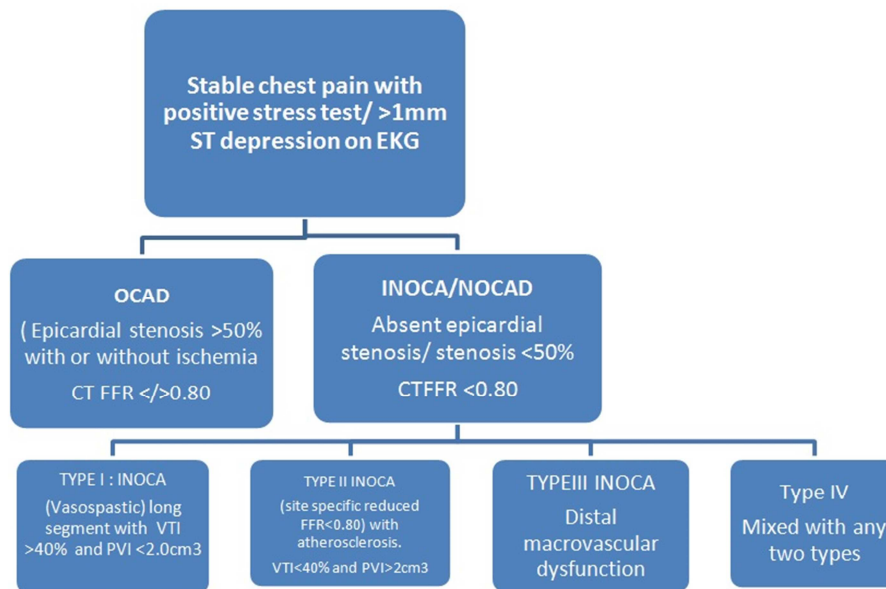 Stable chest pain with
positive stress test/ >1mm
ST depression on EKG
OCAD
( Epicardial stenosis >50%
with or without ischemia
CT FFR </>0.80
INOCA/NOCAD
Absent epicardial
stenosis/ stenosis <50%
CTFFR <0.80
TYPE I : INOCA
(Vasospastic) long
segment with VTI
>40% and PVI <2.0cm3
TYPE II INOCA
(site specific reduced
FFR<0.80) with
atherosclerosis.
VTI<40% and PVI>2cm3
TYPEIII INOCA
Distal
macrovascular
dysfunction
Type IV
Mixed with any
two types